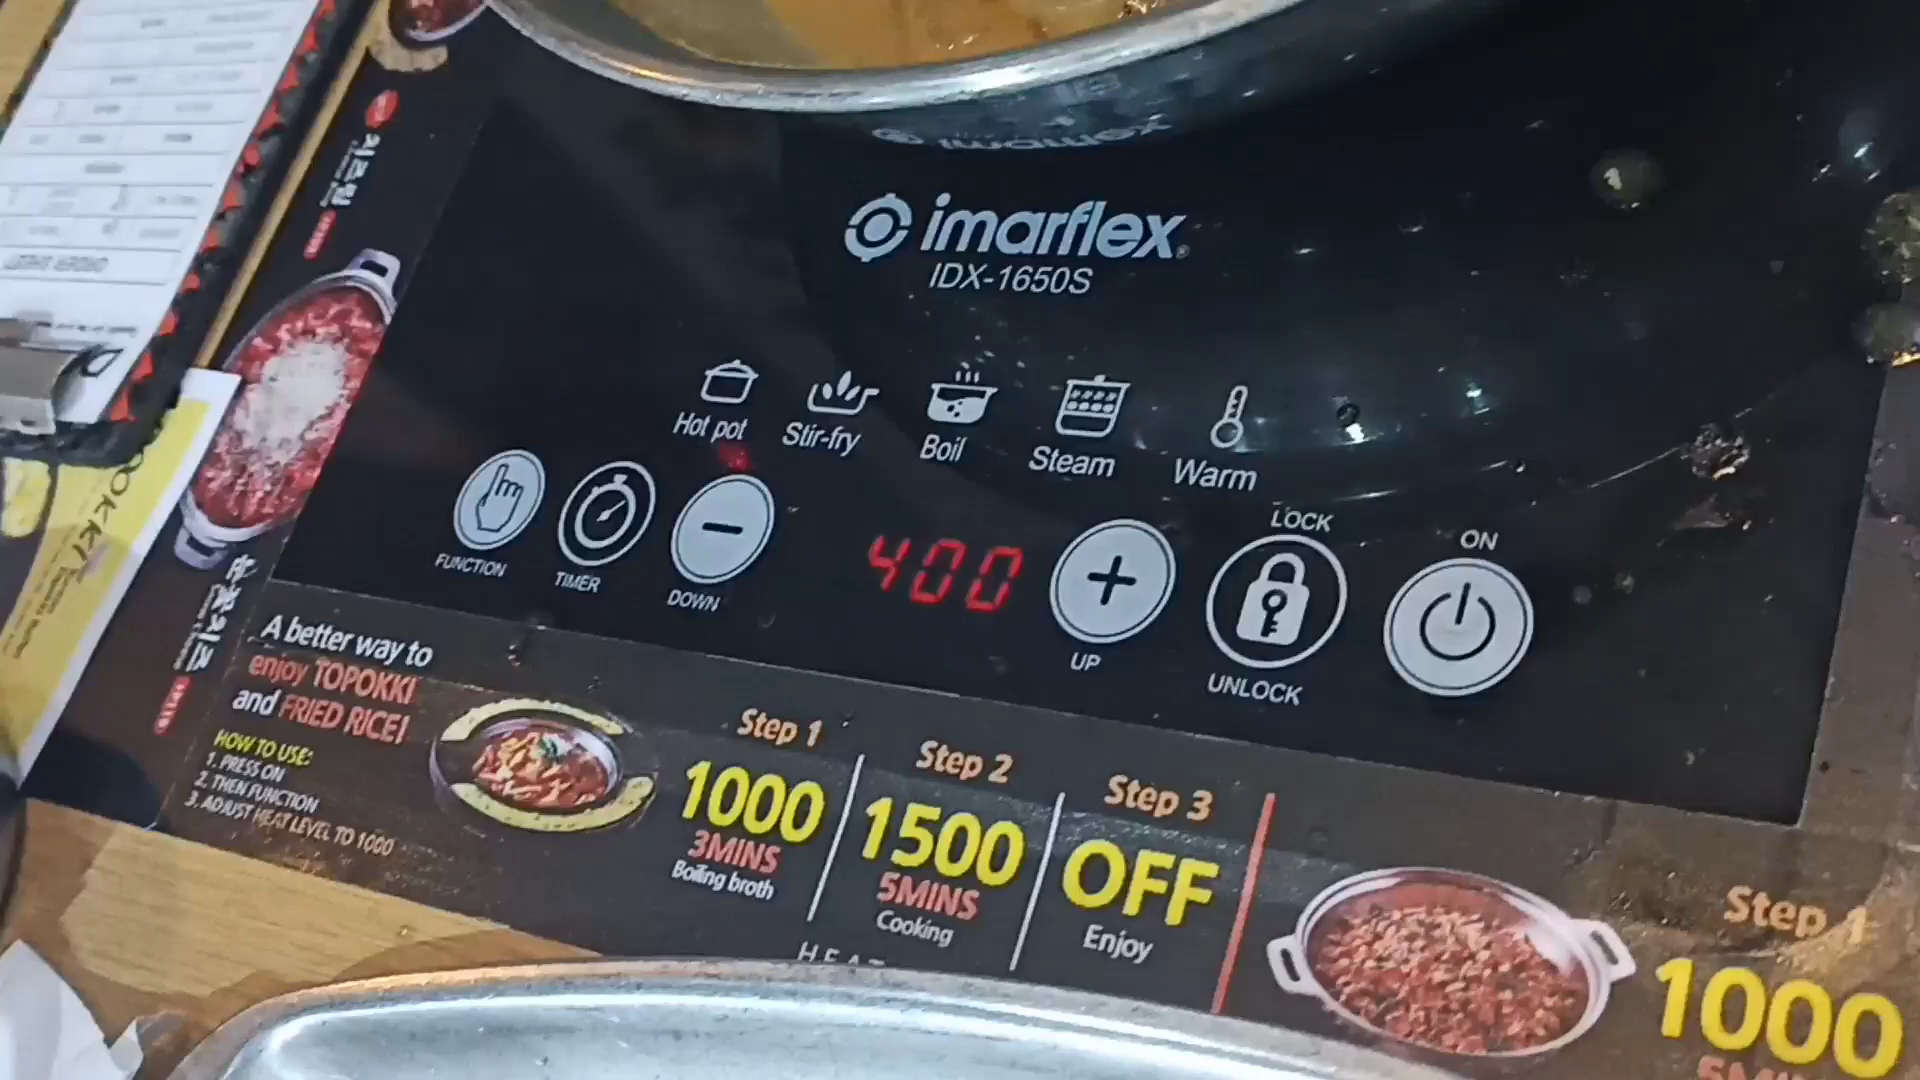 imarflex
IDX-1650S
Hot pot
Stir-fry
Boil
Steam
Warm
FUNCTION
TIMER
DOWN
400
UP
LOCK
UNLOCK
ON
A better way to
enjoy TOPOKKI
and FRIED RICE!
HOW TO USE:
1. PRESS ON
2. THEN FUNCTION
3. ADJUST HEAT LEVEL TO 1000
Step 1
1000
3MINS
Boiling broth
Step 2
1500
5MINS
Cooking
Step 3
OFF
Enjoy
HEAT
Step 1
1000